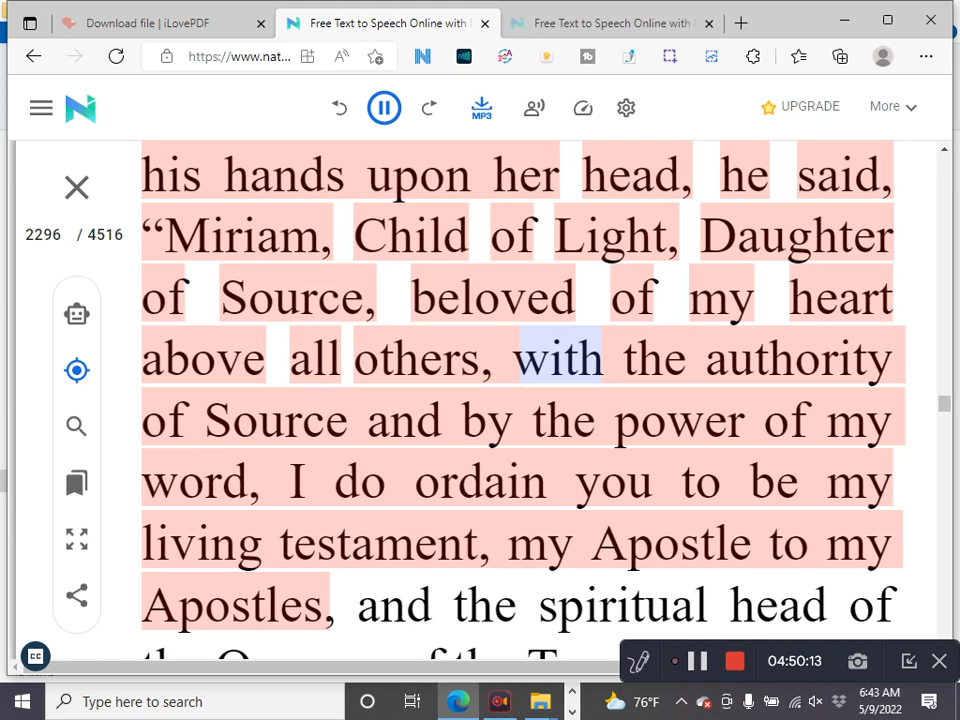 Download file | iLovePDF
Free Text to Speech Online with
Free Text to Speech Online with
https://www.nat...
MP3
UPGRADE
More
2296 / 4516
his hands upon her head, he said,
“Miriam, Child of Light, Daughter
of Source, beloved of my heart
above all others, with the authority
of Source and by the power of my
word, I do ordain you to be my
living testament, my Apostle to my
Apostles, and the spiritual head of
CC
04:50:13
Type here to search
76°F
6:43 AM
5/9/2022